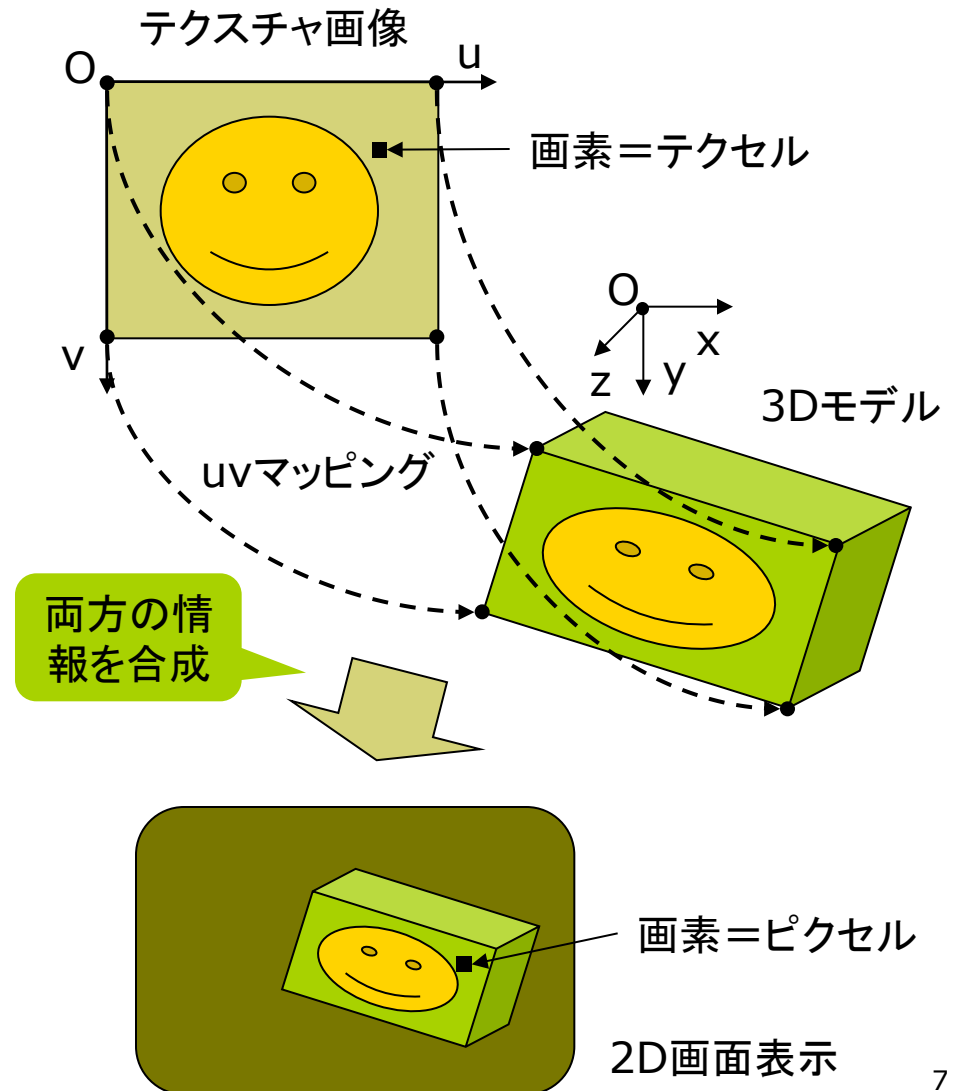 テクスチャ画像
O
u
画素＝テクセル
v
O
x
y
z
3Dモデル
uvマッピング
両方の情
報を合成
画素＝ピクセル
2D画面表示
7